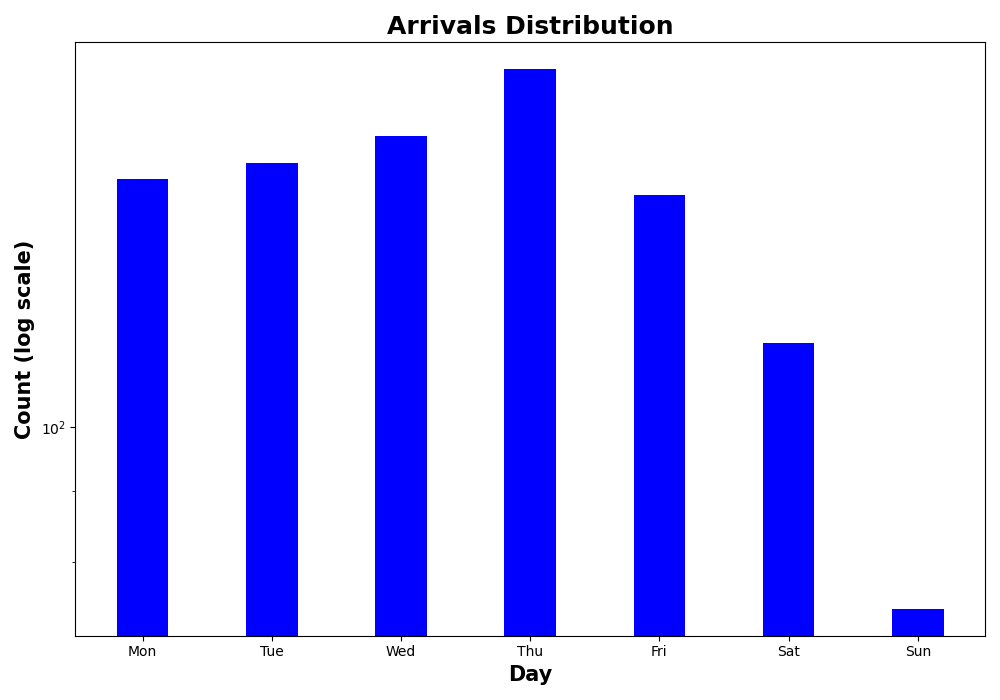 Arrivals Distribution
Count (log scale)
10²
Mon Tue Wed Thu Fri Sat Sun
Day